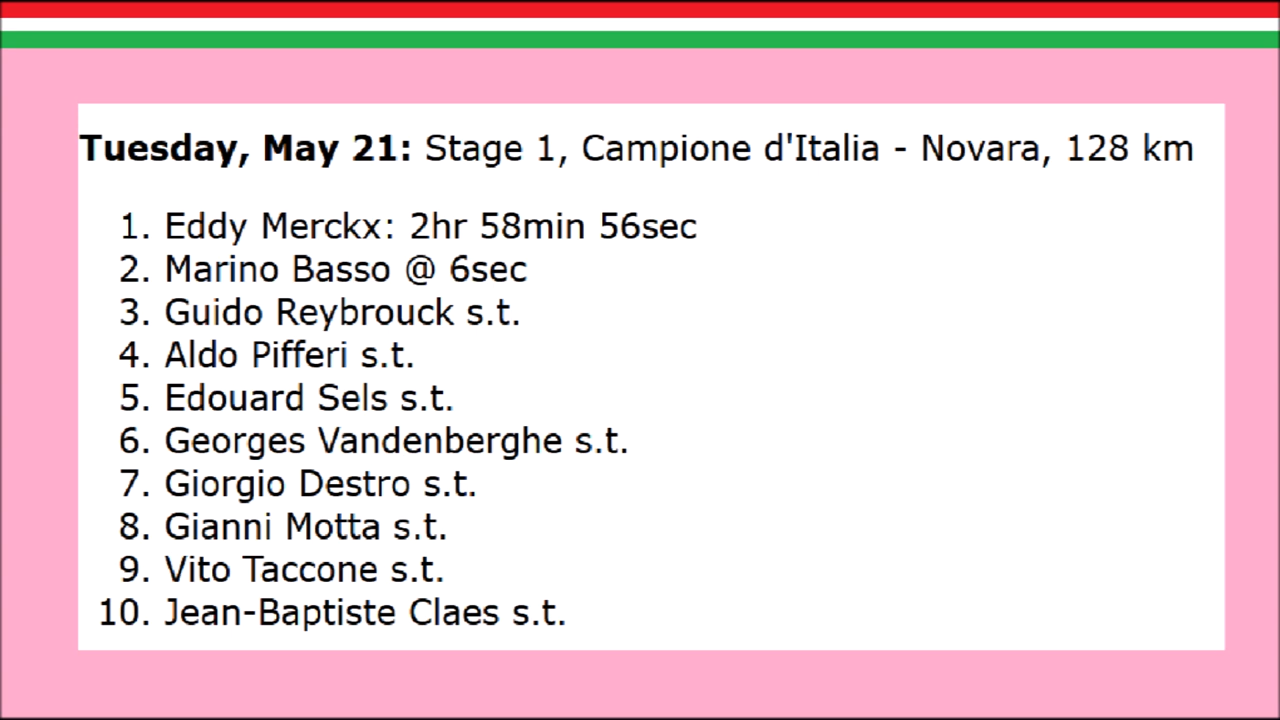 Tuesday, May 21: Stage 1, Campione d'Italia - Novara, 128 km
1. Eddy Merckx: 2hr 58min 56sec
2. Marino Basso @ 6sec
3. Guido Reybrouck s.t.
4. Aldo Pifferi s.t.
5. Edouard Sels s.t.
6. Georges Vandenberghe s.t.
7. Giorgio Destro s.t.
8. Gianni Motta s.t.
9. Vito Taccone s.t.
10. Jean-Baptiste Claes s.t.